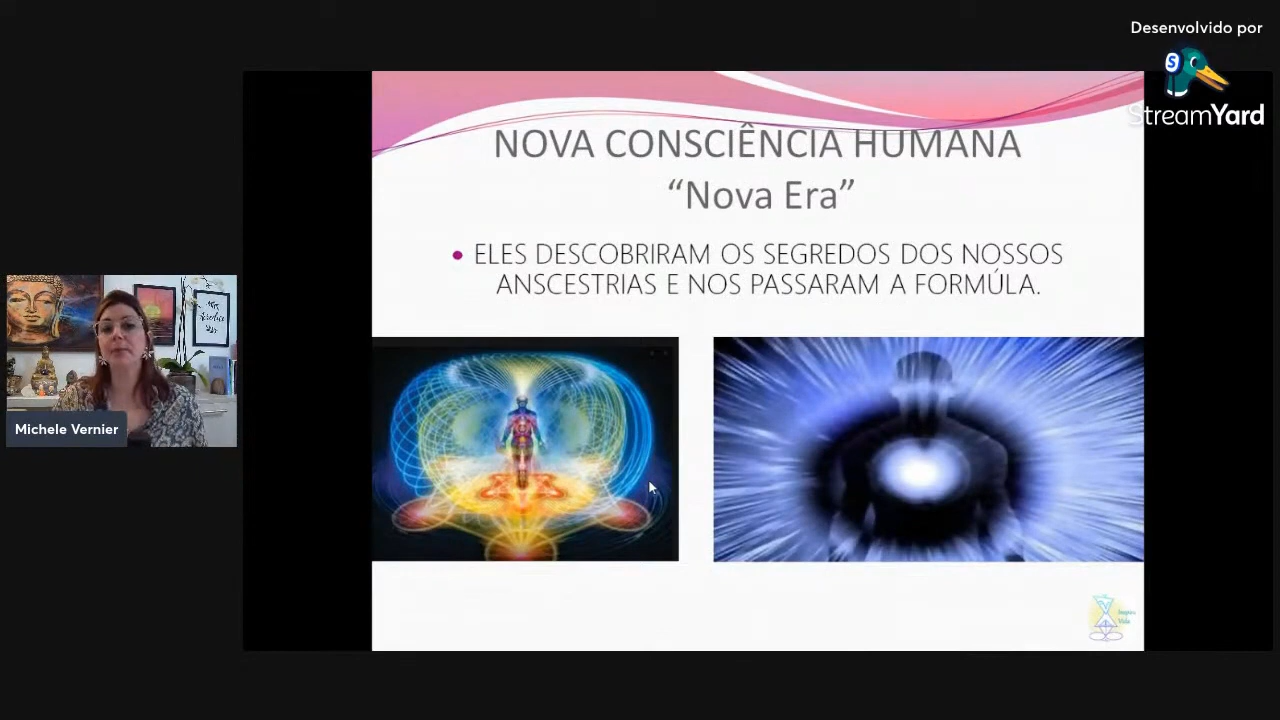 Desenvolvido por
StreamYard
NOVA CONSCIÊNCIA HUMANA
“Nova Era”
• ELES DESCOBRIRAM OS SEGREDOS DOS NOSSOS
ANSCESTRIAS E NOS PASSARAM A FORMÚLA.
Michele Vernier
Vida